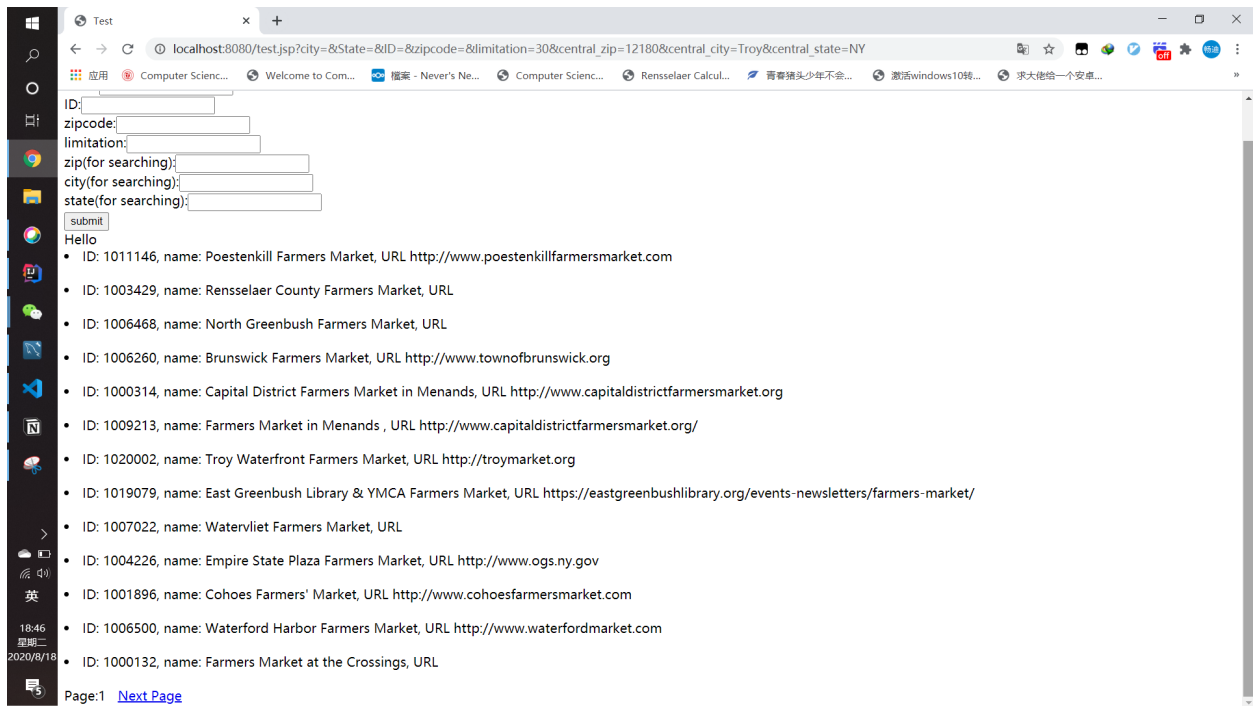 Test
localhost:8080/test.jsp?city=&State=&ID=&zipcode=&limitation=30&central_zip=12180&central_city=Troy&central_state=NY
off
杨迪
应用
Computer Scienc...
Welcome to Com...
檔案 - Never's Ne...
Computer Scienc...
Rensselaer Calcul...
青春猪头少年不会...
激活windows10转...
求大佬给一个安卓...
ID:
zipcode:
limitation:
zip(for searching):
city(for searching):
state(for searching):
submit
Hello
• ID: 1011146, name: Poestenkill Farmers Market, URL http://www.poestenkillfarmersmarket.com
• ID: 1003429, name: Rensselaer County Farmers Market, URL
• ID: 1006468, name: North Greenbush Farmers Market, URL
• ID: 1006260, name: Brunswick Farmers Market, URL http://www.townofbrunswick.org
• ID: 1000314, name: Capital District Farmers Market in Menands, URL http://www.capitaldistrictfarmersmarket.org
• ID: 1009213, name: Farmers Market in Menands , URL http://www.capitaldistrictfarmersmarket.org/
• ID: 1020002, name: Troy Waterfront Farmers Market, URL http://troymarket.org
• ID: 1019079, name: East Greenbush Library & YMCA Farmers Market, URL https://eastgreenbushlibrary.org/events-newsletters/farmers-market/
• ID: 1007022, name: Watervliet Farmers Market, URL
• ID: 1004226, name: Empire State Plaza Farmers Market, URL http://www.ogs.ny.gov
• ID: 1001896, name: Cohoes Farmers' Market, URL http://www.cohoesfarmersmarket.com
• ID: 1006500, name: Waterford Harbor Farmers Market, URL http://www.waterfordmarket.com
• ID: 1000132, name: Farmers Market at the Crossings, URL
Page:1 Next Page
英
18:46
星期二
2020/8/18
5